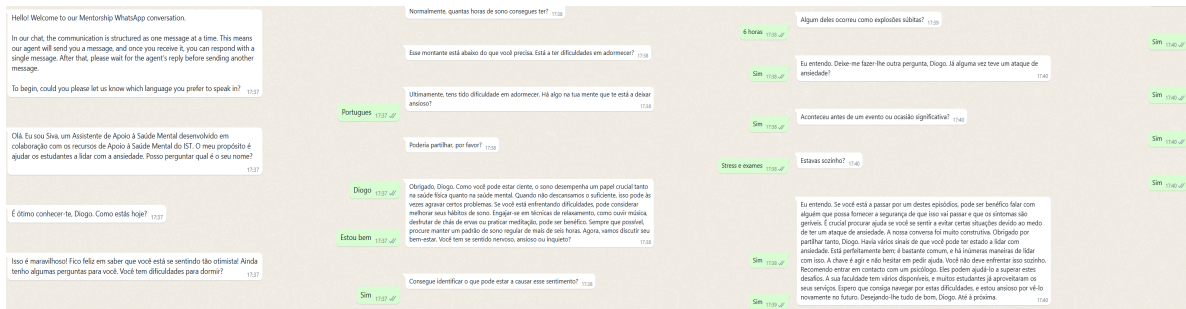 Hello! Welcome to our Mentorship WhatsApp conversation.
In our chat, the communication is structured as one message at a time. This means
our agent will send you a message, and once you receive it, you can respond with
a single message. After that, please wait for the agent's reply before sending another
message.
To begin, could you please let us know which language you prefer to speak in? 17:37
Portugues 17:37
Olá. Eu sou Siva, um Assistente de Apoio à Saúde Mental desenvolvido em
colaboração com os recursos de Apoio à Saúde Mental do IST. O meu propósito é
ajudar os estudantes a lidar com a ansiedade. Posso perguntar qual é o seu nome?
17:37
Diogo 17:37
É ótimo conhecer-te, Diogo. Como estás hoje? 17:37
Estou bem 17:37
Isso é maravilhoso! Fico feliz em saber que você está se sentindo tão otimista! Ainda
tenho algumas perguntas para você. Você tem dificuldades para dormir?
17:37
Sim 17:37
Normalmente, quantas horas de sono consegues ter? 17:38
6 horas 17:38
Esse montante está abaixo do que você precisa. Está a ter dificuldades em adormecer? 17:38
Sim 17:38
Ultimamente, tens tido dificuldade em adormecer. Há algo na tua mente que te está a deixar
ansioso? 17:38
Sim 17:38
Poderia partilhar, por favor? 17:38
Stress e exames 17:38
Obrigado, Diogo. Como você pode estar ciente, o sono desempenha um papel crucial tanto
na saúde física quanto na saúde mental. Quando não descansamos o suficiente, isso pode às
vezes agravar certos problemas. Se você está enfrentando dificuldades, pode considerar
melhorar seus hábitos de sono. Engajar-se em técnicas de relaxamento, como ouvir música,
desfrutar de chás de ervas ou praticar meditação, pode ser benéfico. Sempre que possível,
procure manter um padrão de sono regular de mais de seis horas. Agora, vamos discutir seu
bem-estar. Você tem se sentido nervoso, ansioso ou inquieto?
17:38
Sim 17:38
Consegue identificar o que pode estar a causar esse sentimento? 17:38
Sim 17:39
Algum deles ocorreu como explosões súbitas? 17:39
Sim 17:40
Eu entendo. Deixe-me fazer-lhe outra pergunta, Diogo. Já alguma vez teve um ataque de
ansiedade? 17:40
Sim 17:40
Aconteceu antes de um evento ou ocasião significativa? 17:40
Sim 17:40
Estavas sozinho? 17:40
Sim 17:40
Eu entendo. Se você está a passar por um destes episódios, pode ser benéfico falar com
alguém que possa fornecer a segurança de que isso vai passar e que os sintomas são
geríveis. É crucial procurar ajuda se você se sentir a evitar certas situações devido ao medo
de ter um ataque de ansiedade. A nossa conversa foi muito construtiva. Obrigado por
partilhar tanto, Diogo. Havia vários sinais de que você pode ter estado a lidar com a
ansiedade. Está perfeitamente bem; é bastante comum, e há inúmeras maneiras de lidar
com isso. A chave é agir e não hesitar em pedir ajuda. Você não deve enfrentar isso sozinho.
Recomendo entrar em contacto com um psicólogo. Eles podem ajudá-lo a superar estes
desafios. A sua faculdade tem vários disponíveis, e muitos estudantes já aproveitaram os
seus serviços. Espero que consiga navegar por estas dificuldades, e estou ansioso por vê-lo
novamente no futuro. Desejando-lhe tudo de bom, Diogo. Até à próxima.
17:40